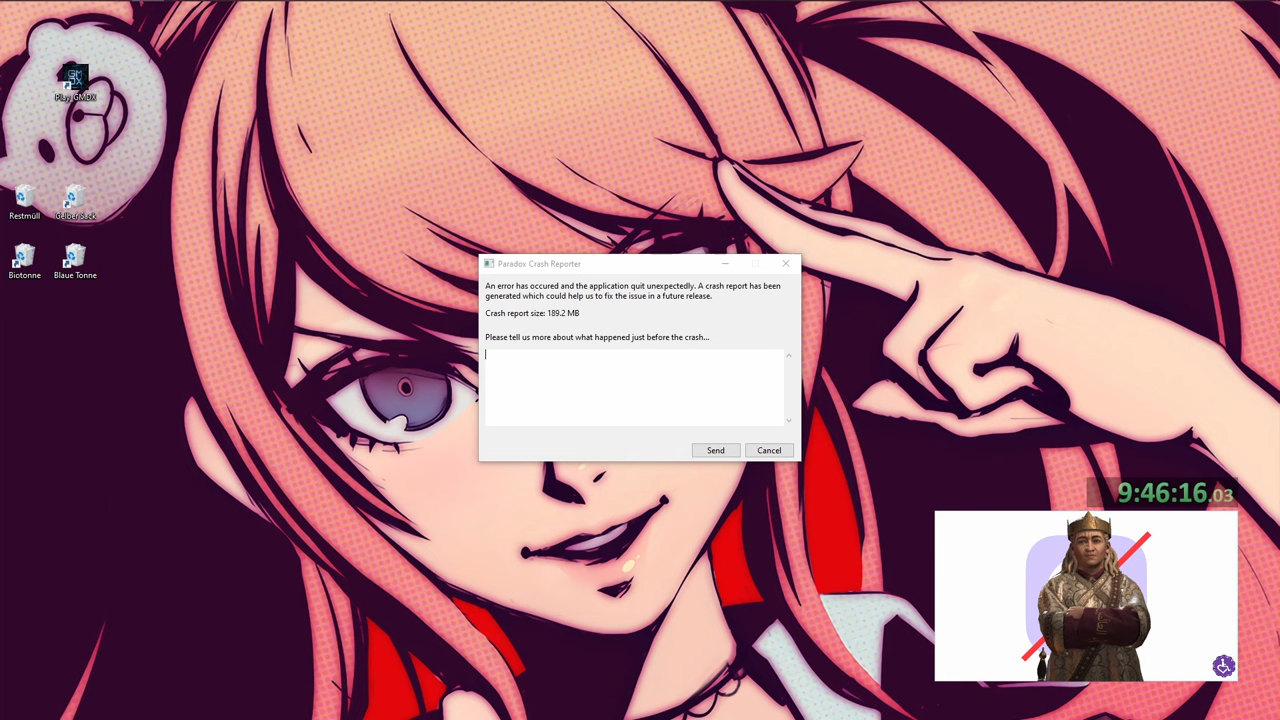 Play GMDX
Restmüll
Gelber Sack
Biotonne
Blaue Tonne
Paradox Crash Reporter
An error has occured and the application quit unexpectedly. A crash report has been
generated which could help us to fix the issue in a future release.
Crash report size: 189.2 MB
Please tell us more about what happened just before the crash...
Send
Cancel
9:46:16.03